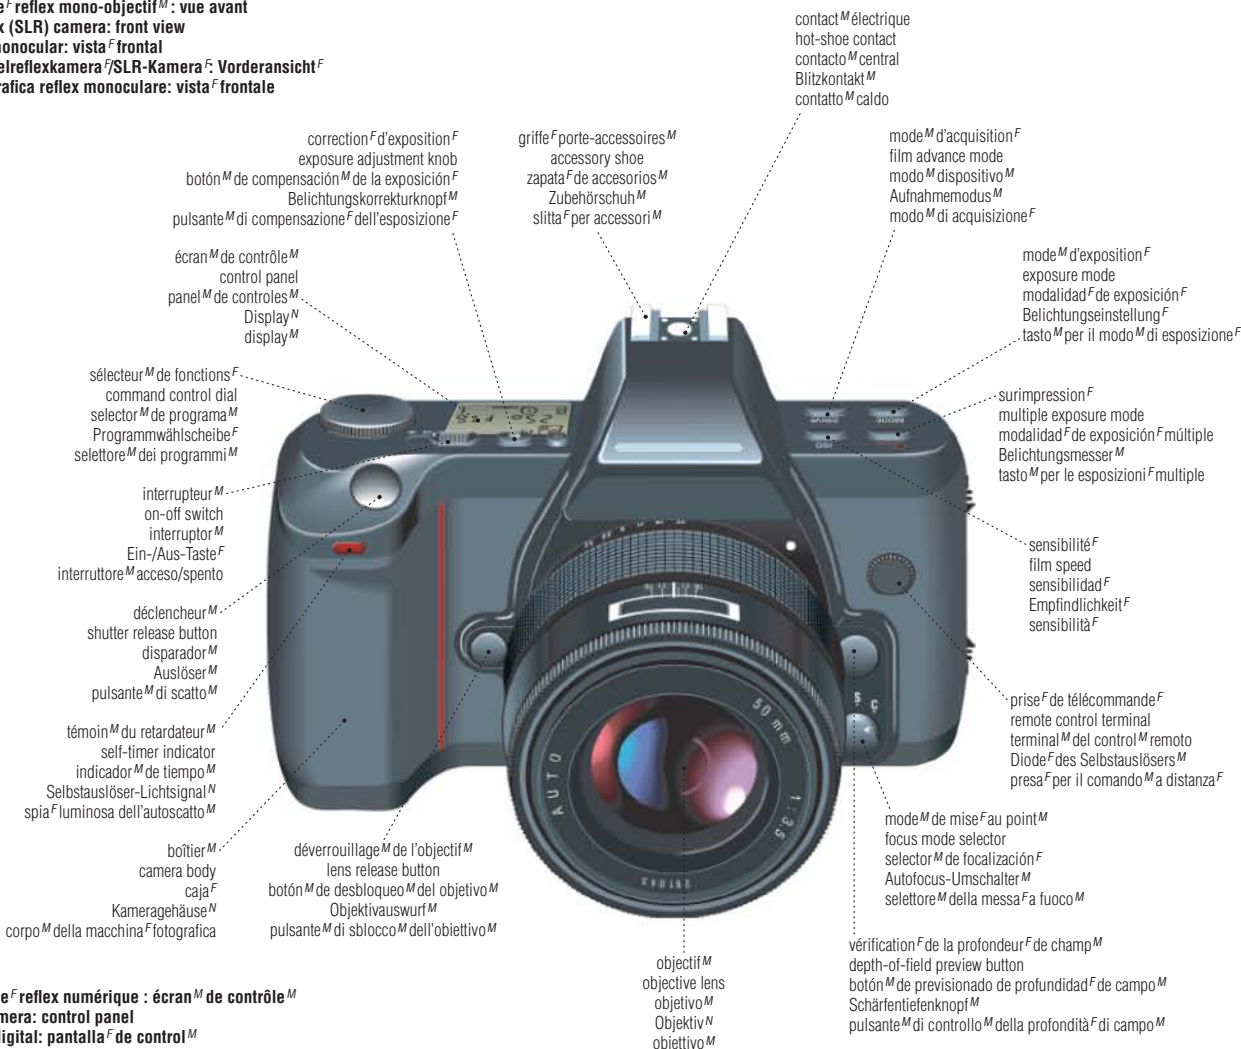 reflex mono-objectif M : vue avant
(SLR) camera: front view
monocular: vista F frontal
elreflexkamera F/SLR-Kamera F: Vorderansicht F
rafica reflex monoculare: vista F frontale
contact M électrique
hot-shoe contact
contacto M central
Blitzkontakt M
contatto M caldo
correction F d'exposition F
exposure adjustment knob
botón M de compensación M de la exposición F
Belichtungskorrekturknopf M
pulsante M di compensazione F dell'esposizione F
griffe F porte-accessoires M
accessory shoe
zapata F de accesorios M
Zubehörschuh M
slitta F per accessori M
mode M d'acquisition F
film advance mode
modo M dispositivo M
Aufnahmemodus M
modo M di acquisizione F
écran M de contrôle M
control panel
panel M de controles M
Display N
display M
mode M d'exposition F
exposure mode
modalidad F de exposición F
Belichtungseinstellung F
tasto M per il modo M di esposizione F
sélecteur M de fonctions F
command control dial
selector M de programa M
Programmwählscheibe F
selettore M dei programmi M
surimpression F
multiple exposure mode
modalidad F de exposición F múltiple
Belichtungsmesser M
tasto M per le esposizioni F multiple
interrupteur M
on-off switch
interruptor M
Ein-/Aus-Taste F
interruttore M acceso/spento
sensibilité F
film speed
sensibilidad F
Empfindlichkeit F
sensibilità F
déclencheur M
shutter release button
disparador M
Auslöser M
pulsante M di scatto M
prise F de télécommande F
remote control terminal
terminal M del control M remoto
Diode F des Selbstauslösers M
presa F per il comando M a distanza F
témoin M du retardateur M
self-timer indicator
indicador M de tiempo M
Selbstauslöser-Lichtsignal N
spia F luminosa dell'autoscatto M
mode M de mise F au point M
focus mode selector
selector M de focalización F
Autofocus-Umschalter M
selettore M della messa F a fuoco M
boîtier M
camera body
caja F
Kameragehäuse N
corpo M della macchina F fotografica
déverrouillage M de l'objectif M
lens release button
botón M de desbloqueo M del objetivo M
Objektivauswurf M
pulsante M di sblocco M dell'obiettivo M
objectif M
objective lens
objetivo M
Objektiv N
obiettivo M
vérification F de la profondeur F de champ M
depth-of-field preview button
botón M de previsionado de profundidad F de campo M
Schärfentiefenknopf M
pulsante M di controllo M della profondità F di campo M
AUTO
50 mm
1:3.5
ISO
S C
reflex numérique : écran M de contrôle M
mera: control panel
digital: pantalla F de control M